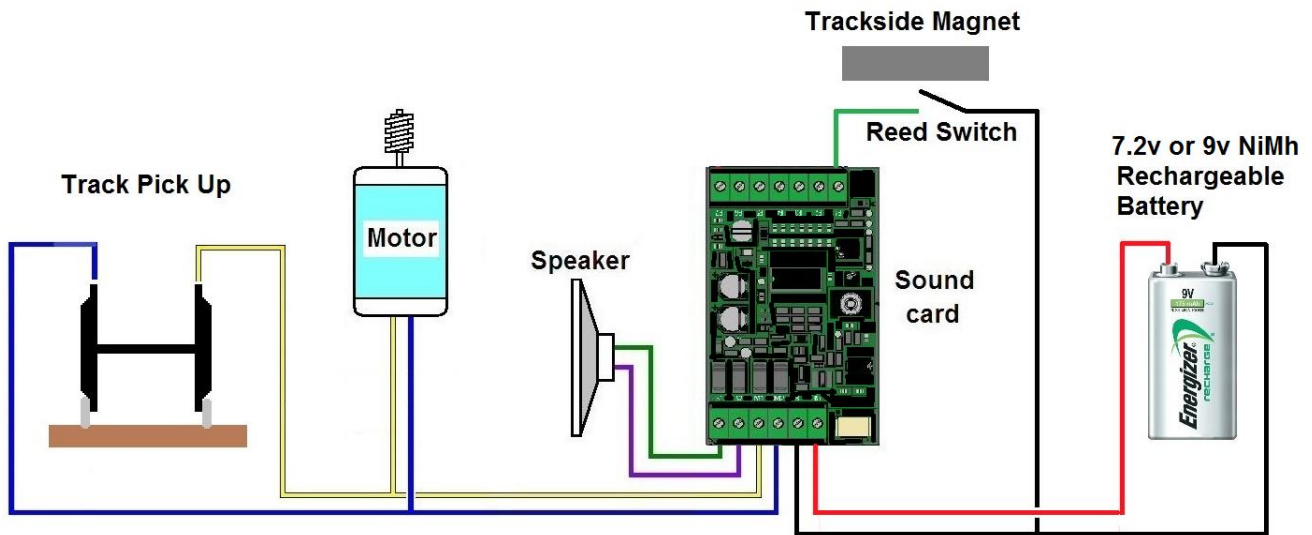 Trackside Magnet
Reed Switch
7.2v or 9v NiMh
Rechargeable
Battery
Track Pick Up
Motor
Speaker
Sound
card
9V
Energizer
RECHARGE